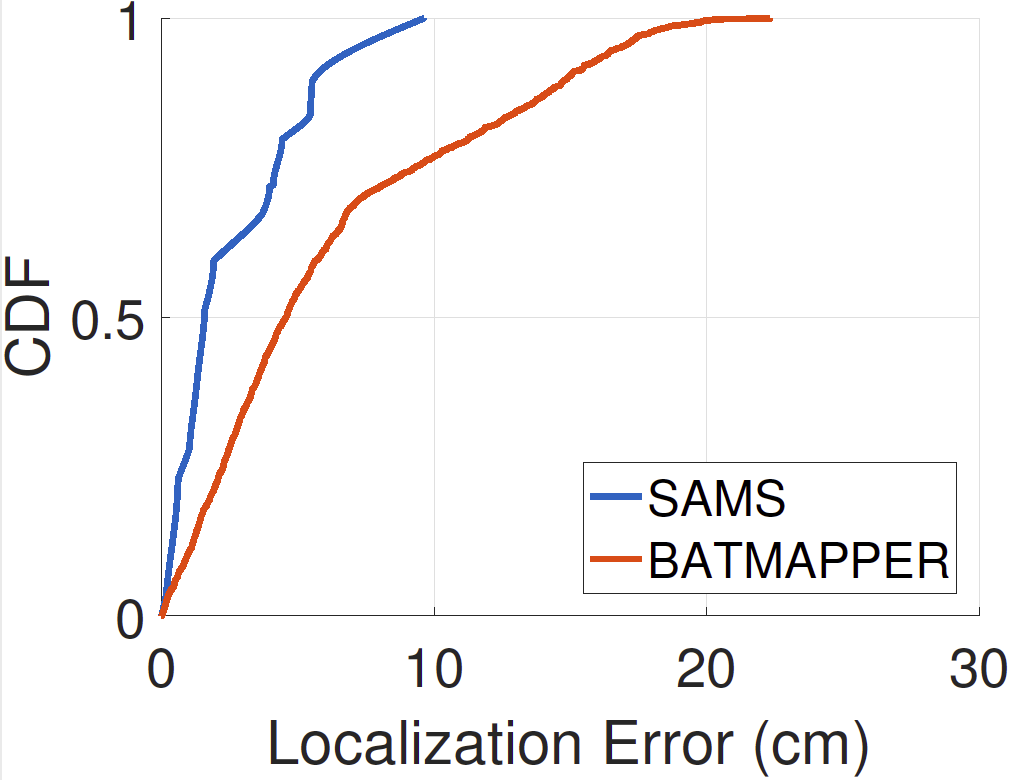 1
0.5
0
CDF
SAMS
BATMAPPER
0 10 20 30
Localization Error (cm)